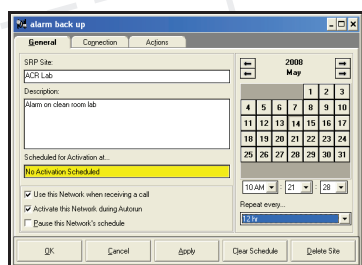 alarm back up
General Connection Actions
SRP Site:
ACR Lab
Description:
Alarm on clean room lab
Scheduled for Activation at...
No Activation Scheduled
Use this Network when receiving a call
Activate this Network during Autorun
Pause this Network's schedule
2008
May
1 2 3
4 5 6 7 8 9 10
11 12 13 14 15 16 17
18 19 20 21 22 23 24
25 26 27 28 29 30 31
10 AM : 21 : 28
Repeat every...
12 hr
OK Cancel Apply Clear Schedule Delete Site